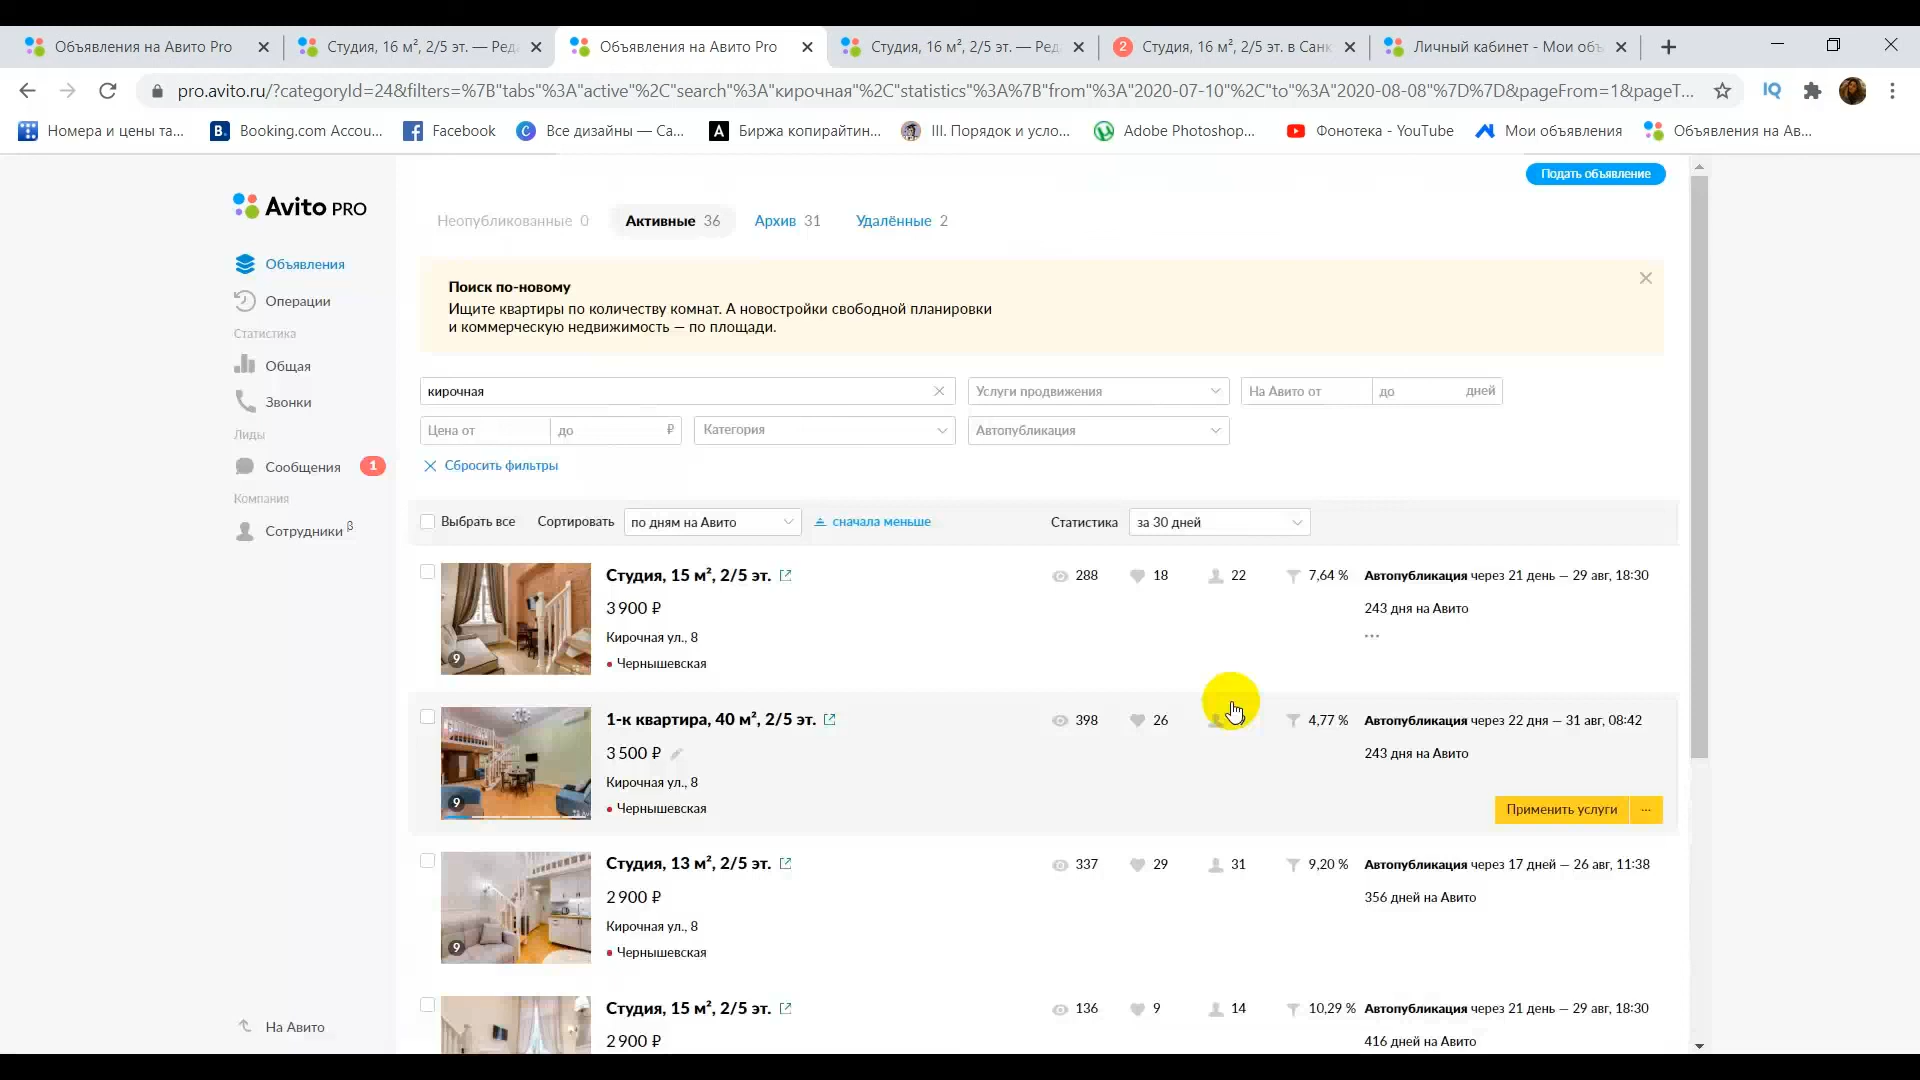 Объявления на Авито Pro
Студия, 16 м², 2/5 эт. — Реда
Объявления на Авито Pro
Студия, 16 м², 2/5 эт. — Ред
2 Студия, 16 м², 2/5 эт. в Санк
Личный кабинет - Мои объ
pro.avito.ru/?categoryId=24&filters=%7B"tabs"%3A"active"%2C"search"%3A"кирочная"%2C"statistics"%3A%7B"from"%3A"2020-07-10"%2C"to"%3A"2020-08-08"%7D%7D&pageFrom=1&pageT...
IQ
Номера и цены та...
B. Booking.com Accou...
Facebook
Все дизайны — Са...
A Биржа копирайтин...
III. Порядок и усло...
Adobe Photoshop...
Фонотека - YouTube
Мои объявления
Объявления на Ав...
Подать объявление
Avito PRO
Неопубликованные 0
Активные 36
Архив 31
Удалённые 2
Объявления
Операции
Статистика
Общая
Звонки
Лиды
Сообщения 1
Компания
Сотрудники β
На Авито
Поиск по-новому
Ищите квартиры по количеству комнат. А новостройки свободной планировки
и коммерческую недвижимость — по площади.
кирочная
Услуги продвижения
На Авито от
до
дней
Цена от
до
₽
Категория
Автопубликация
Сбросить фильтры
Выбрать все
Сортировать
по дням на Авито
сначала меньше
Статистика
за 30 дней
Студия, 15 м², 2/5 эт.
288 18 22 7,64 %
Автопубликация через 21 день — 29 авг, 18:30
3 900 ₽
243 дня на Авито
Кирочная ул., 8
...
Чернышевская
9
1-к квартира, 40 м², 2/5 эт.
398 26 4,77 %
Автопубликация через 22 дня — 31 авг, 08:42
3 500 ₽
243 дня на Авито
Кирочная ул., 8
Чернышевская
9
Применить услуги ...
Студия, 13 м², 2/5 эт.
337 29 31 9,20 %
Автопубликация через 17 дней — 26 авг, 11:38
2 900 ₽
356 дней на Авито
Кирочная ул., 8
Чернышевская
9
Студия, 15 м², 2/5 эт.
136 9 14 10,29 %
Автопубликация через 21 день — 29 авг, 18:30
2 900 ₽
416 дней на Авито